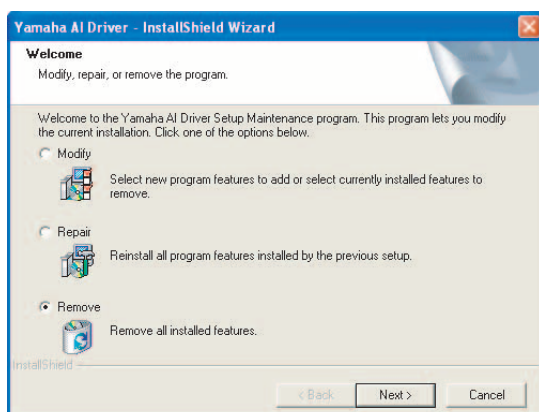 Yamaha AI Driver - InstallShield Wizard
Welcome
Modify, repair, or remove the program.
Welcome to the Yamaha AI Driver Setup Maintenance program. This program lets you modify
the current installation. Click one of the options below.
Modify
Select new program features to add or select currently installed features to
remove.
Repair
Reinstall all program features installed by the previous setup.
Remove
Remove all installed features.
InstallShield
< Back Next > Cancel